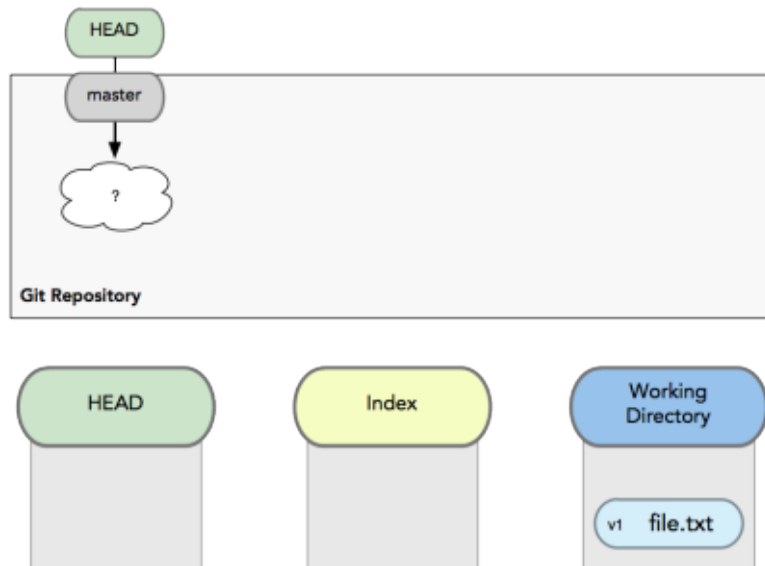 HEAD
master
?
Git Repository
HEAD
Index
Working
Directory
v1 file.txt